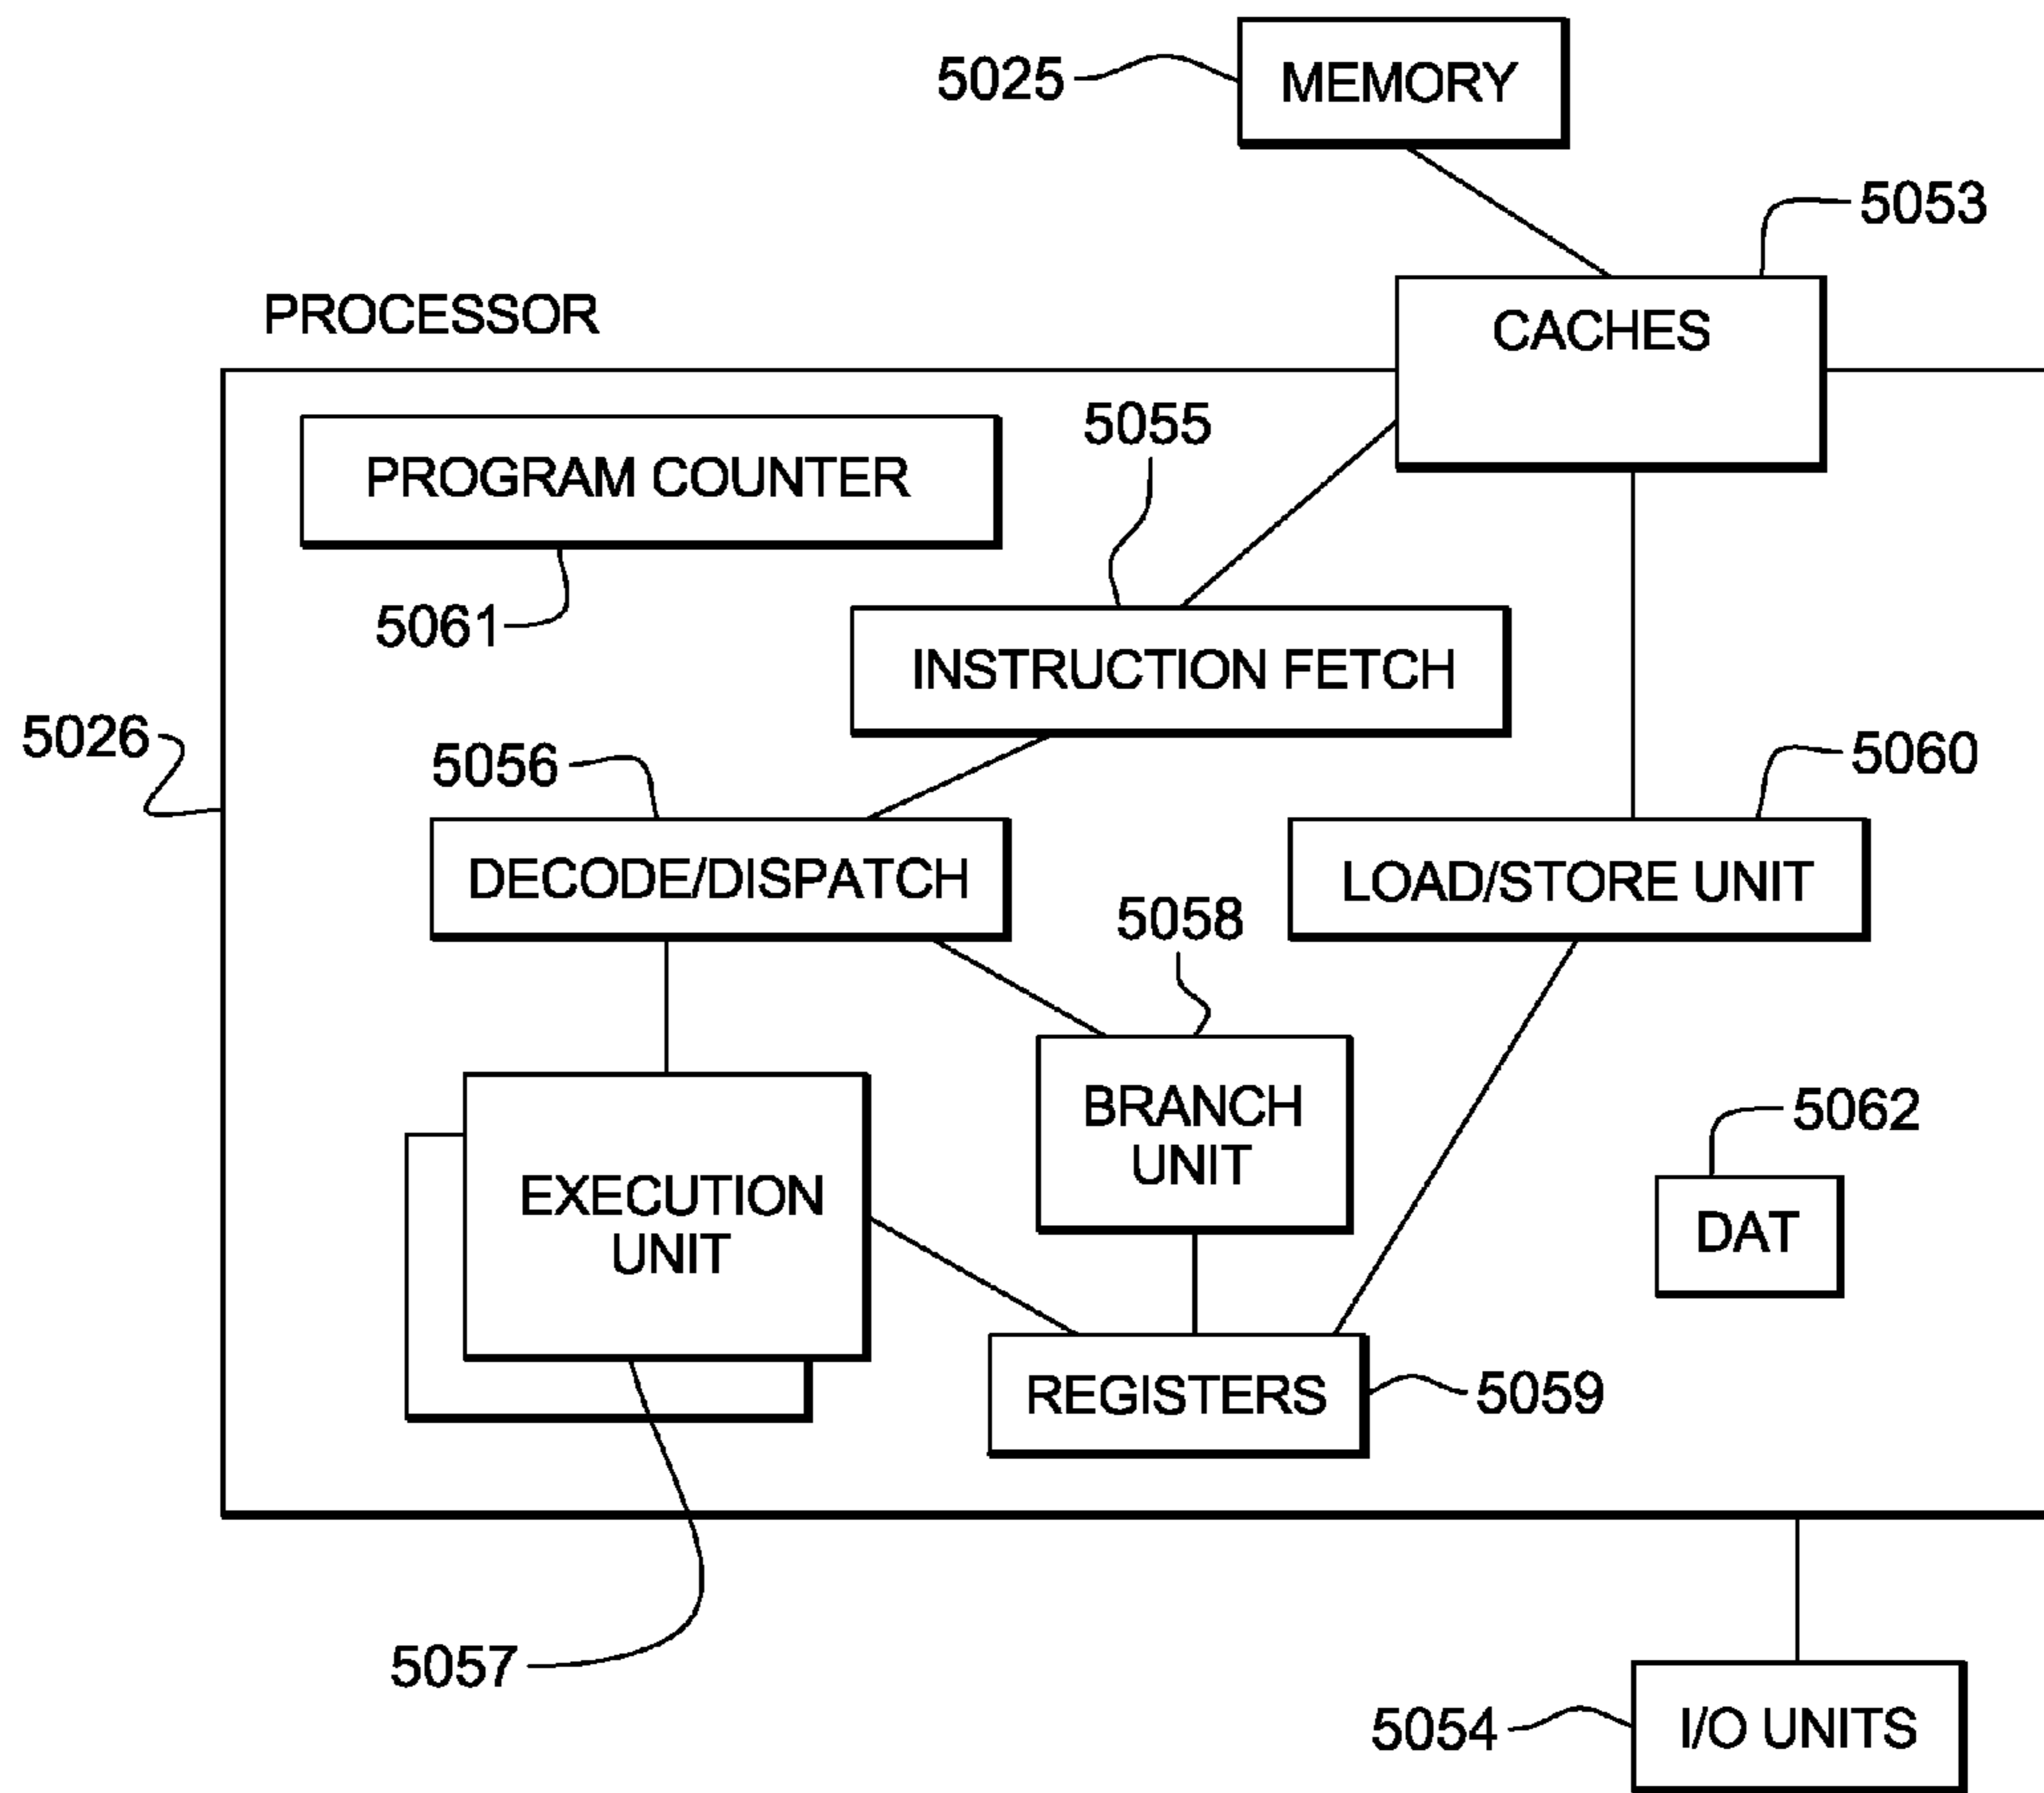 MEMORY
5025
5053
CACHES
PROCESSOR
5055
PROGRAM COUNTER
5061
INSTRUCTION FETCH
5026
5056
5060
DECODE/DISPATCH
LOAD/STORE UNIT
5058
BRANCH
UNIT
5062
EXECUTION
UNIT
DAT
REGISTERS
5059
5057
5054
I/O UNITS